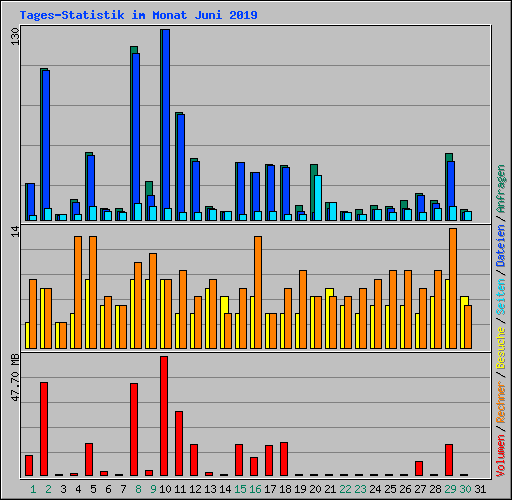 Tages-Statistik im Monat Juni 2019
130
14
47.70 MB
Volumen / Rechner / Besuche / Seiten / Dateien / Anfragen
1 2 3 4 5 6 7 8 9 10 11 12 13 14 15 16 17 18 19 20 21 22 23 24 25 26 27 28 29 30 31